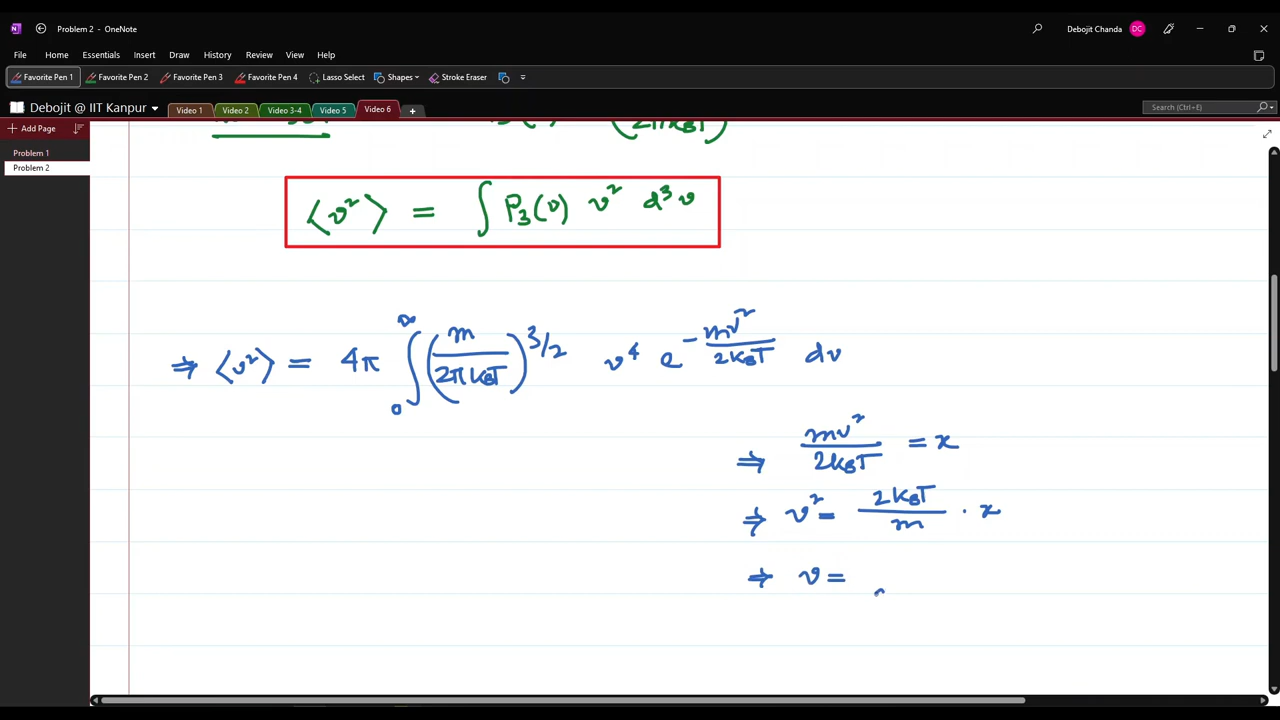 Problem 2 - OneNote
Debojit Chanda DC
File Home Essentials Insert Draw History Review View Help
Favorite Pen 1 Favorite Pen 2 Favorite Pen 3 Favorite Pen 4 Lasso Select Shapes Stroke Eraser
Debojit @ IIT Kanpur Video 1 Video 2 Video 3-4 Video 5 Video 6 Search (Ctrl+E)
Add Page
Problem 1
Problem 2
⟨v²⟩ = ∫ P₃(v) v² d³v
⇒ ⟨v²⟩ = 4π ∫₀^∞ (m/2πk_BT)^{3/2} v⁴ e^{-mv²/2k_BT} dv
⇒ mv²/2k_BT = x
⇒ v² = 2k_BT/m · x
⇒ v =